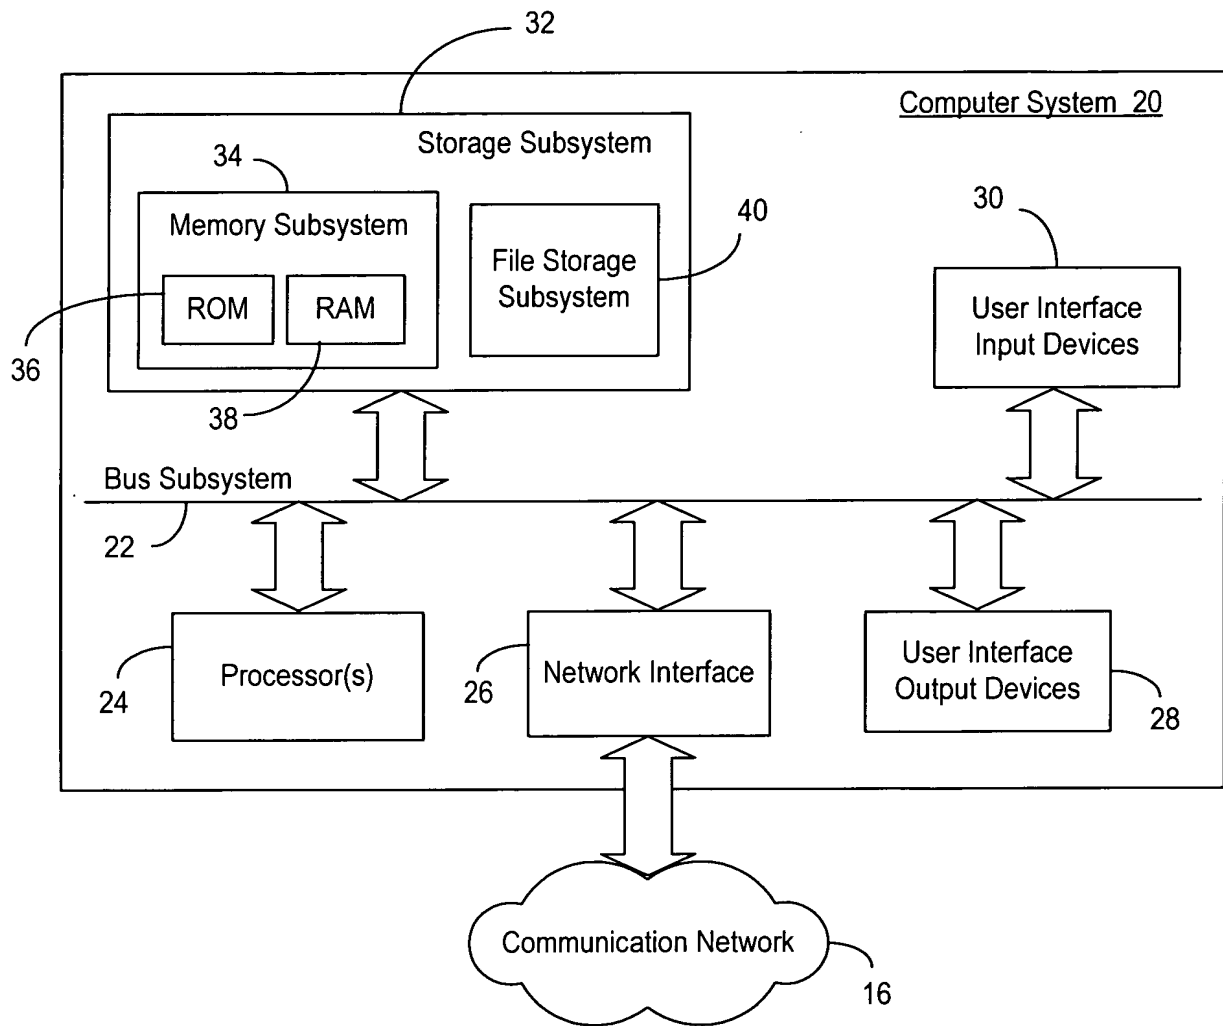 32
Computer System 20
Storage Subsystem
34
Memory Subsystem
40
30
File Storage
Subsystem
User Interface
Input Devices
ROM
RAM
36
38
Bus Subsystem
22
Processor(s)
24
Network Interface
26
User Interface
Output Devices
28
Communication Network
16